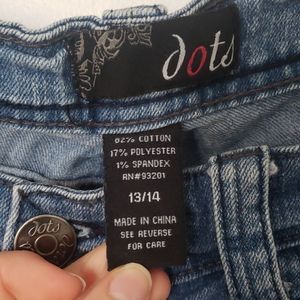 dots
82% COTTON
17% POLYESTER
1% SPANDEX
RN#93201
13/14
MADE IN CHINA
SEE REVERSE
FOR CARE
dots